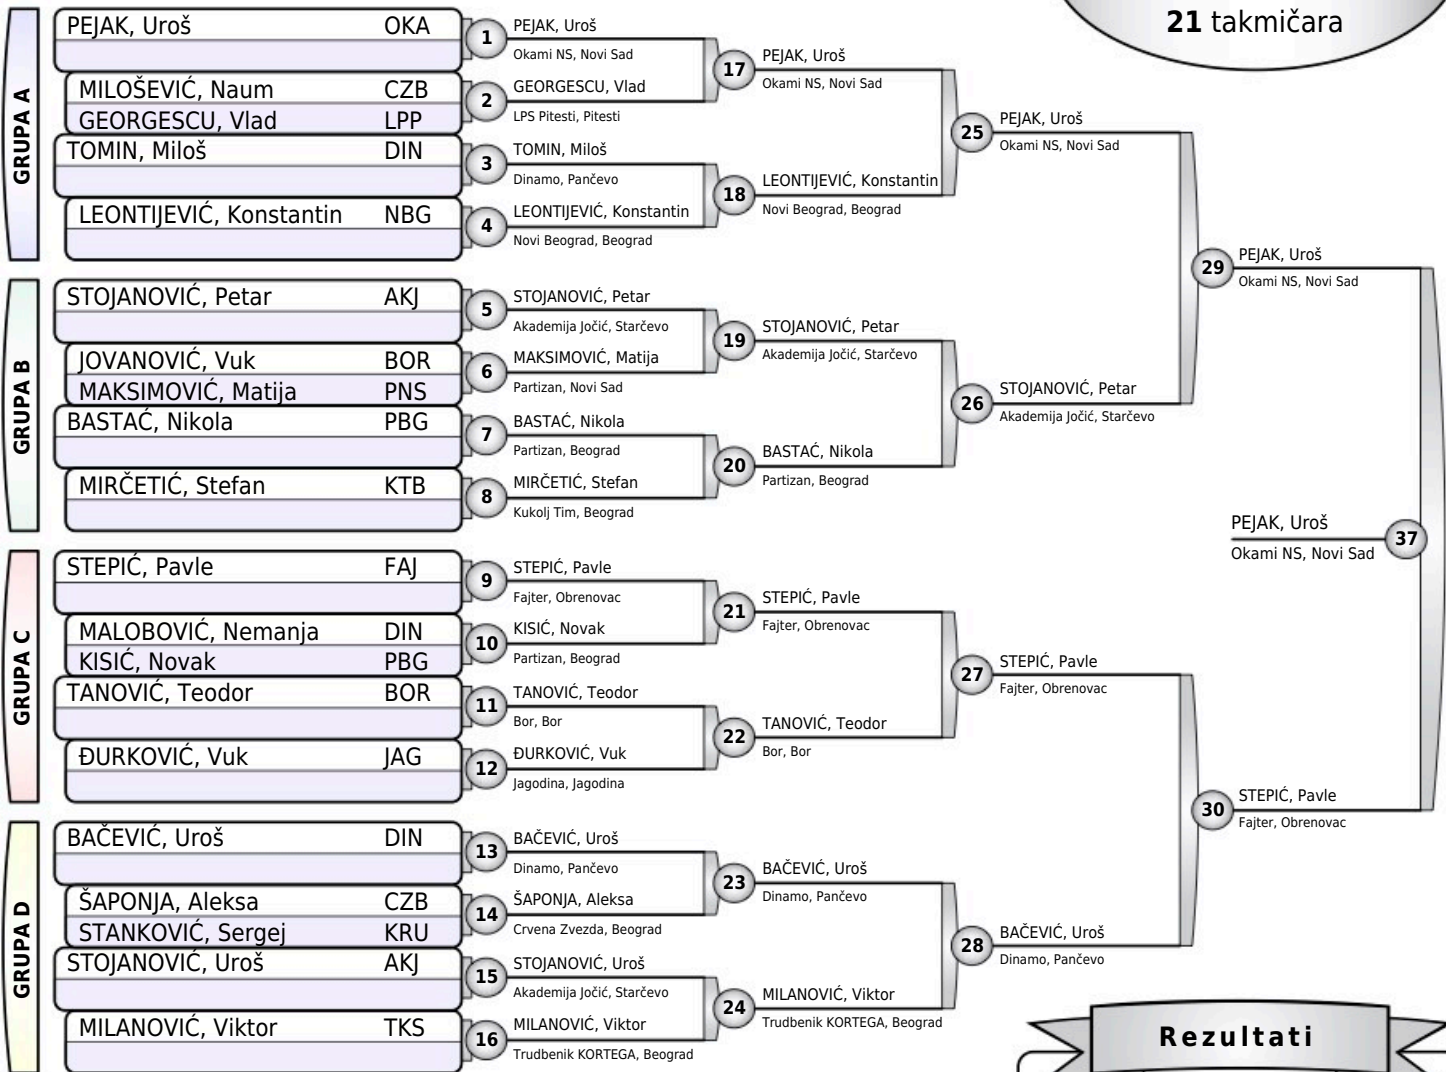 21 takmičara
GRUPA A
PEJAK, Uroš OKA
MILOŠEVIĆ, Naum CZB
GEORGESCU, Vlad LPP
TOMIN, Miloš DIN
LEONTIJEVIĆ, Konstantin NBG
GRUPA B
STOJANOVIĆ, Petar AKJ
JOVANOVIĆ, Vuk BOR
MAKSIMOVIĆ, Matija PNS
BASTAĆ, Nikola PBG
MIRČETIĆ, Stefan KTB
GRUPA C
STEPIĆ, Pavle FAJ
MALOBOVIĆ, Nemanja DIN
KISIĆ, Novak PBG
TANOVIĆ, Teodor BOR
ĐURKOVIĆ, Vuk JAG
GRUPA D
BAČEVIĆ, Uroš DIN
ŠAPONJA, Aleksa CZB
STANKOVIĆ, Sergej KRU
STOJANOVIĆ, Uroš AKJ
MILANOVIĆ, Viktor TKS
1 PEJAK, Uroš
Okami NS, Novi Sad
2 GEORGESCU, Vlad
LPS Pitesti, Pitesti
3 TOMIN, Miloš
Dinamo, Pančevo
4 LEONTIJEVIĆ, Konstantin
Novi Beograd, Beograd
5 STOJANOVIĆ, Petar
Akademija Jočić, Starčevo
6 MAKSIMOVIĆ, Matija
Partizan, Novi Sad
7 BASTAĆ, Nikola
Partizan, Beograd
8 MIRČETIĆ, Stefan
Kukolj Tim, Beograd
9 STEPIĆ, Pavle
Fajter, Obrenovac
10 KISIĆ, Novak
Partizan, Beograd
11 TANOVIĆ, Teodor
Bor, Bor
12 ĐURKOVIĆ, Vuk
Jagodina, Jagodina
13 BAČEVIĆ, Uroš
Dinamo, Pančevo
14 ŠAPONJA, Aleksa
Crvena Zvezda, Beograd
15 STOJANOVIĆ, Uroš
Akademija Jočić, Starčevo
16 MILANOVIĆ, Viktor
Trudbenik KORTEGA, Beograd
17 PEJAK, Uroš
Okami NS, Novi Sad
18 LEONTIJEVIĆ, Konstantin
Novi Beograd, Beograd
19 STOJANOVIĆ, Petar
Akademija Jočić, Starčevo
20 BASTAĆ, Nikola
Partizan, Beograd
21 STEPIĆ, Pavle
Fajter, Obrenovac
22 TANOVIĆ, Teodor
Bor, Bor
23 BAČEVIĆ, Uroš
Dinamo, Pančevo
24 MILANOVIĆ, Viktor
Trudbenik KORTEGA, Beograd
25 PEJAK, Uroš
Okami NS, Novi Sad
26 STOJANOVIĆ, Petar
Akademija Jočić, Starčevo
27 STEPIĆ, Pavle
Fajter, Obrenovac
28 BAČEVIĆ, Uroš
Dinamo, Pančevo
29 PEJAK, Uroš
Okami NS, Novi Sad
30 STEPIĆ, Pavle
Fajter, Obrenovac
PEJAK, Uroš 37
Okami NS, Novi Sad
Rezultati